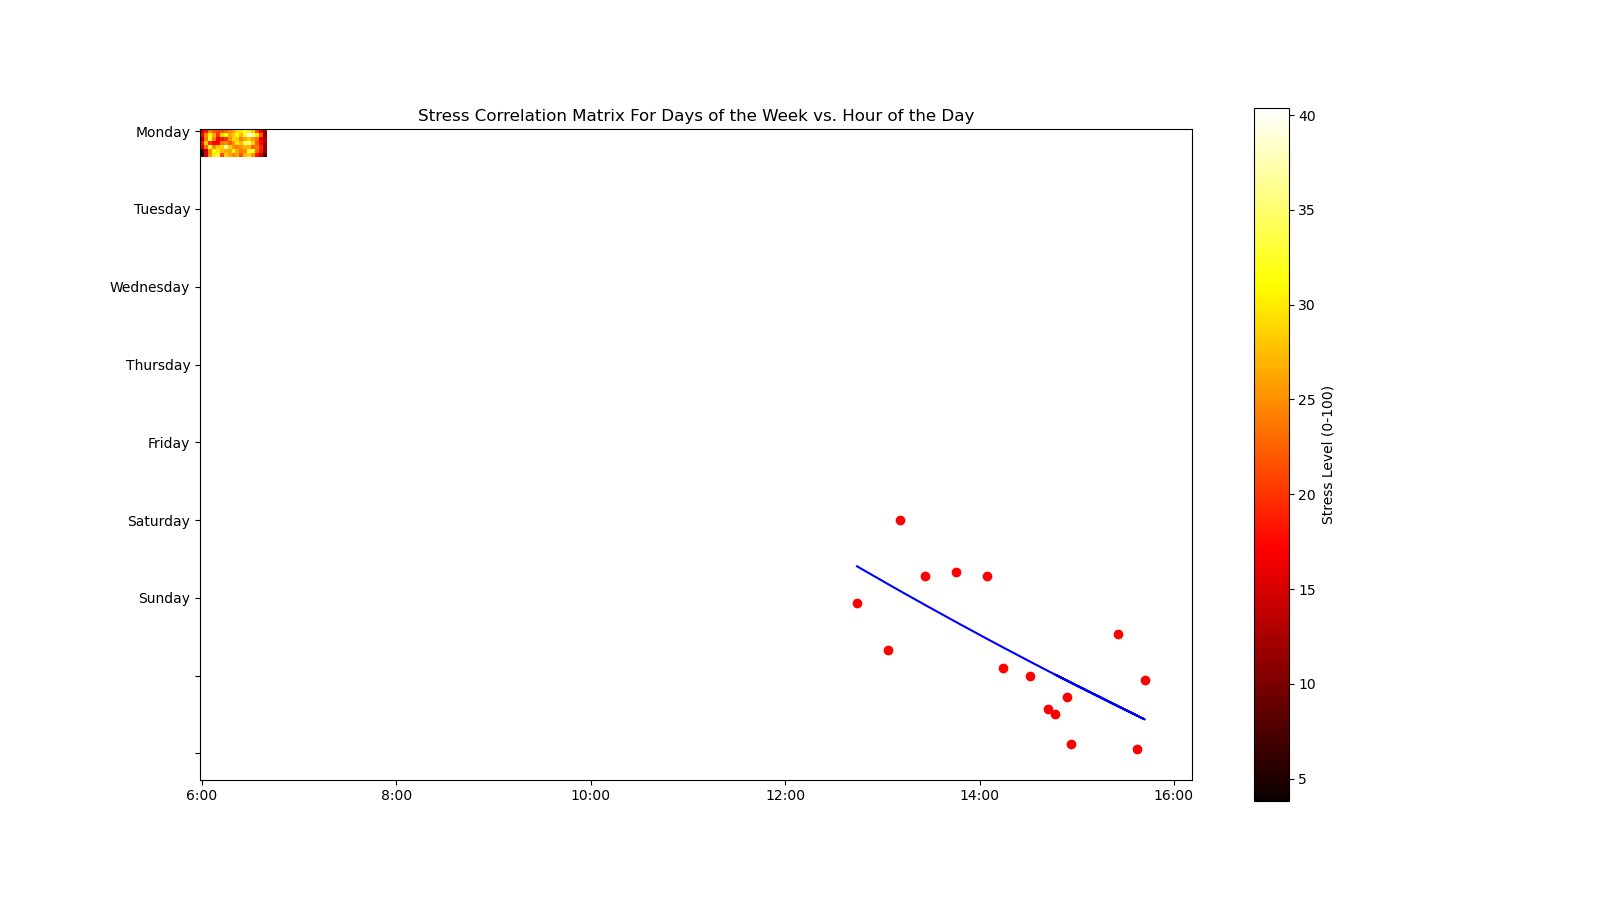 Stress Correlation Matrix For Days of the Week vs. Hour of the Day
Monday
Tuesday
Wednesday
Thursday
Friday
Saturday
Sunday
6:00 8:00 10:00 12:00 14:00 16:00
40
35
30
25
20
15
10
5
Stress Level (0-100)